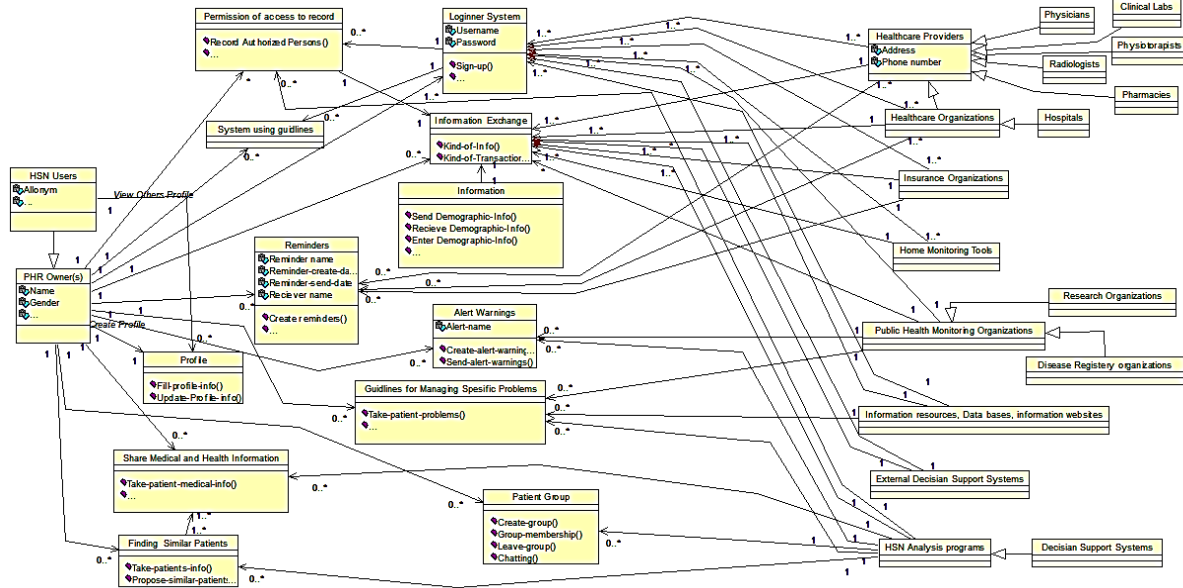 Permission of access to record
Record Authorized Persons()
...
Loginner System
Username
Password
Sign-up()
...
Healthcare Providers
Address
Phone number
Physicians
Clinical Labs
Physiotorapists
Radiologists
Pharmacies
System using guidlines
Information Exchange
Kind-of-Info()
Kind-of-Transaction...
Healthcare Organizations
Hospitals
HSN Users
Allonym
...
View Others Profile
Information
Send Demographic-Info()
Recieve Demographic-Info()
Enter Demographic-Info()
...
Insurance Organizations
Home Monitoring Tools
PHR Owner(s)
Name
Gender
...
Reminders
Reminder name
Reminder-create-da...
Reminder-send-date
Reciever name
Create reminders()
...
Create Profile
Alert Warnings
Alert-name
Create-alert-warning...
Send-alert-warnings()
Research Organizations
Public Health Monitoring Organizations
Disease Registery organizations
Profile
Fill-profile-info()
Update-Profile-info()
Guidlines for Managing Spesific Problems
Take-patient-problems()
...
Information resources, Data bases, information websites
Share Medical and Health Information
Take-patient-medical-info()
...
External Decision Support Systems
Patient Group
Create-group()
Group-membership()
Leave-group()
Chatting()
Finding Similar Patients
Take-patients-info()
Propose-similar-patients...
HSN Analysis programs
Decisian Support Systems